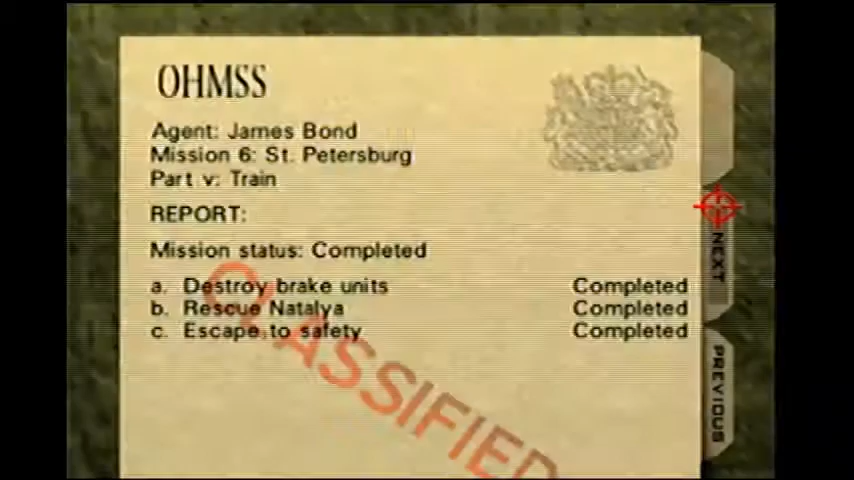 OHMSS
Agent: James Bond
Mission 6: St. Petersburg
Part v: Train
REPORT:
Mission status: Completed
a. Destroy brake units Completed
b. Rescue Natalya Completed
c. Escape to safety Completed
CLASSIFIED
NEXT
PREVIOUS